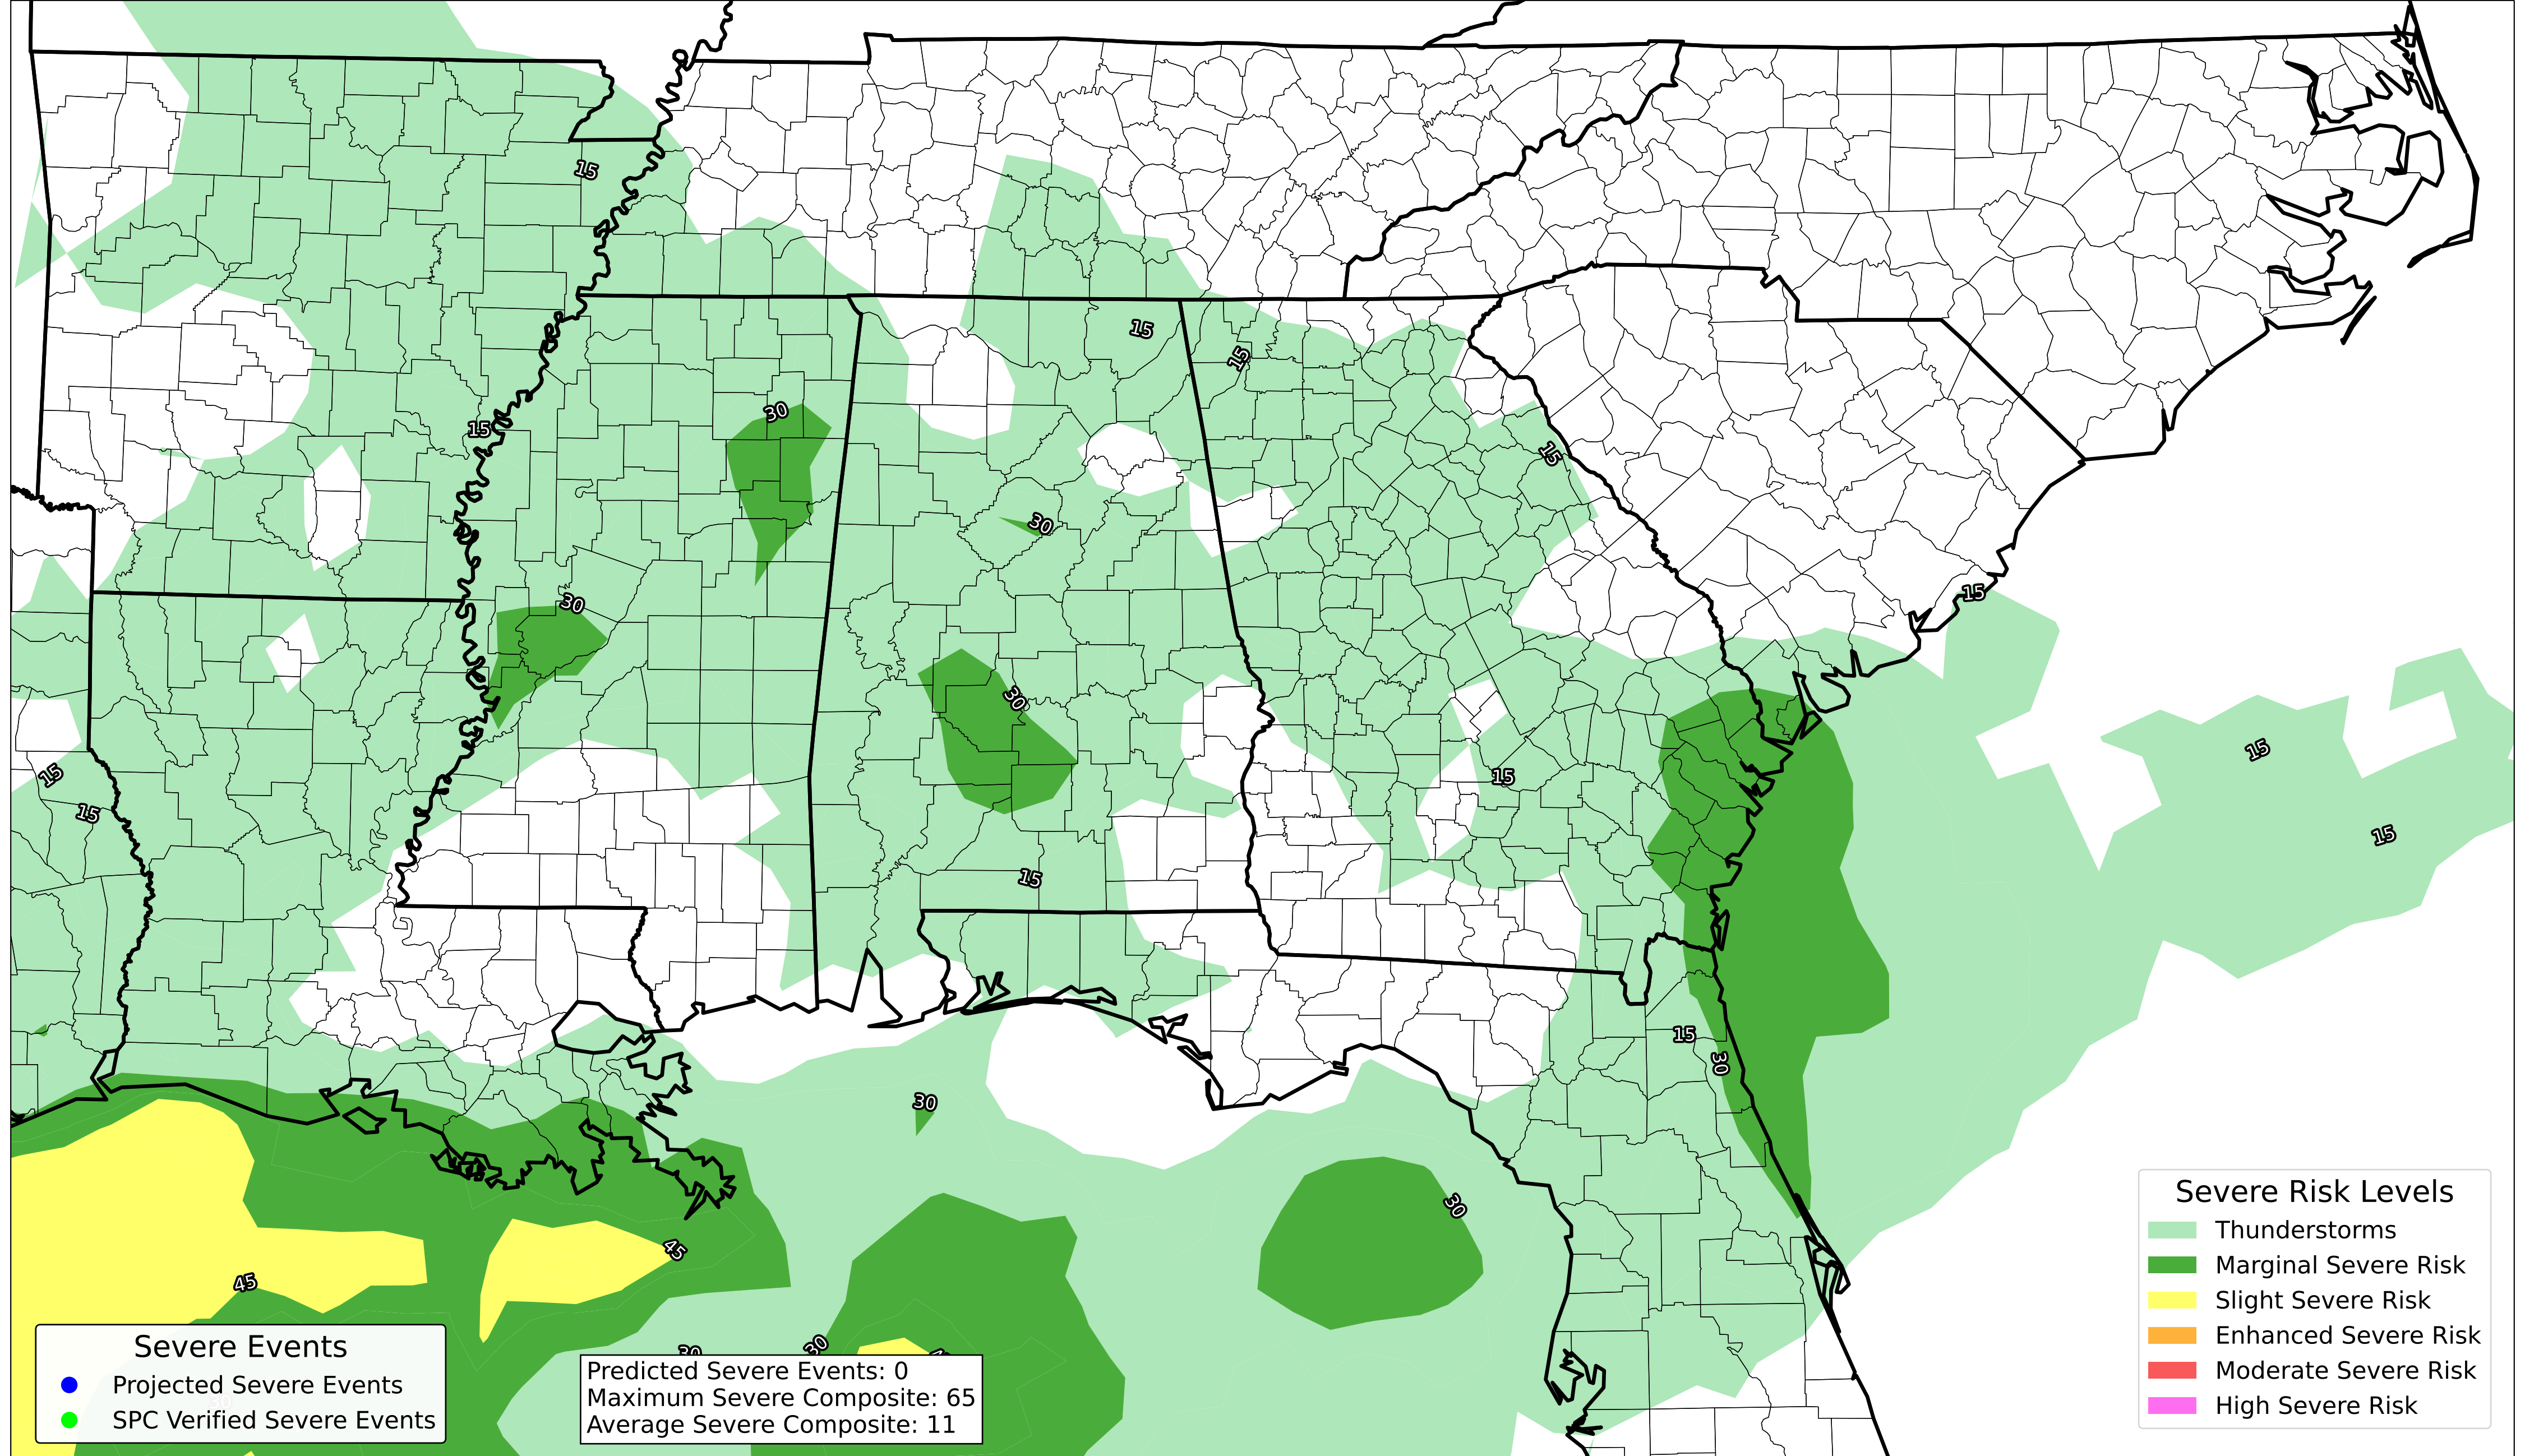 15
15
15
30
15
15
30
30
15
30
30
15
15
15
15
15
15
15
30
30
30
45
45
30
30
Severe Risk Levels
Thunderstorms
Marginal Severe Risk
Slight Severe Risk
Enhanced Severe Risk
Moderate Severe Risk
High Severe Risk
Severe Events
Projected Severe Events
SPC Verified Severe Events
Predicted Severe Events: 0
Maximum Severe Composite: 65
Average Severe Composite: 11